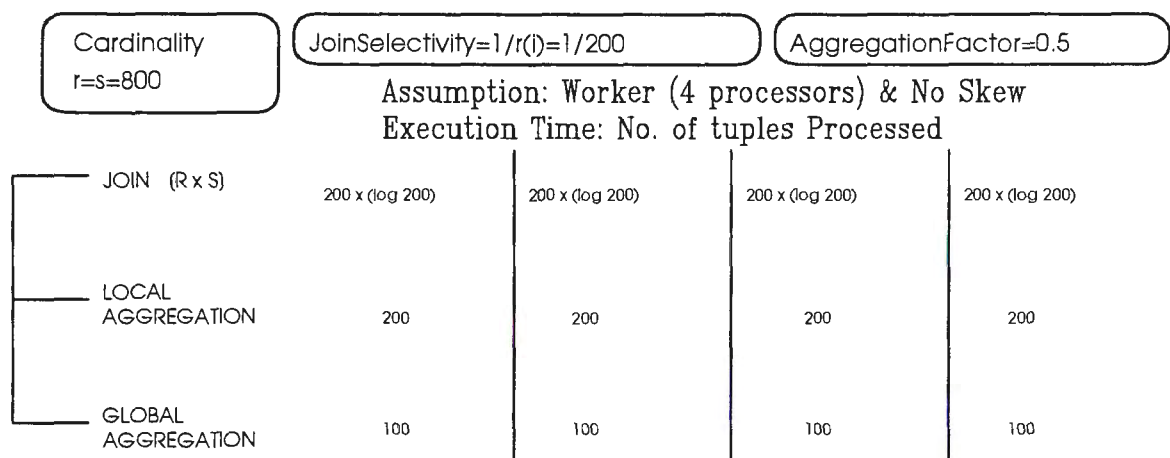 Cardinality
r=s=800
JoinSelectivity=1/r(i)=1/200
AggregationFactor=0.5
Assumption: Worker (4 processors) & No Skew
Execution Time: No. of tuples Processed
JOIN (R x S)
200 x (log 200)
200 x (log 200)
200 x (log 200)
200 x (log 200)
LOCAL
AGGREGATION
200
200
200
200
GLOBAL
AGGREGATION
100
100
100
100